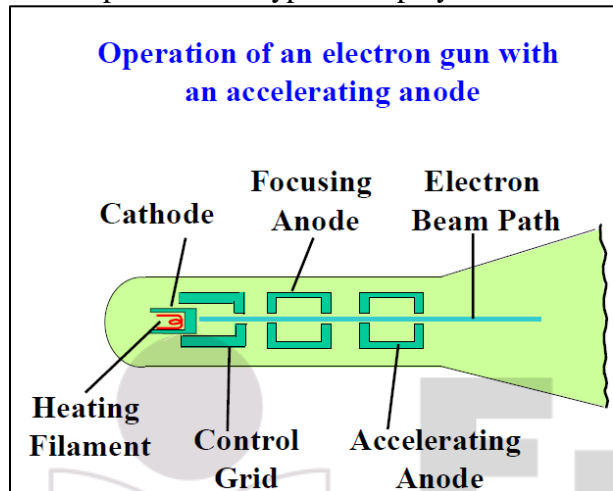 Operation of an electron gun with
an accelerating anode
Focusing
Anode
Electron
Beam Path
Cathode
Heating
Filament
Control
Grid
Accelerating
Anode